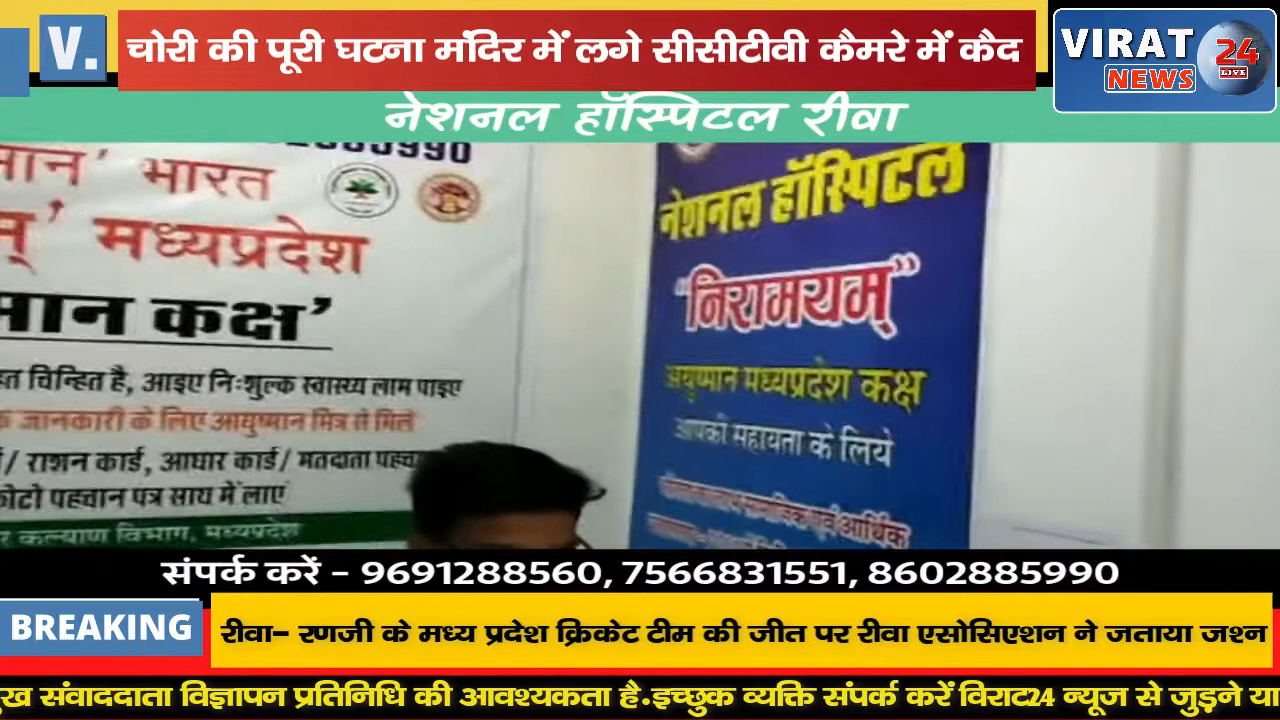 V.
चोरी की पूरी घटना मंदिर में लगे सीसीटीवी कैमरे में कैद
VIRAT
NEWS
24
LIVE
नेशनल हॉस्पिटल रीवा
भारत
मध्यप्रदेश
कक्ष'
चिन्हित है, आइए निःशुल्क स्वास्थ्य लाभ पाइए
जानकारी के लिए आयुष्मान मित्र से मिलें
/ राशन कार्ड, आधार कार्ड/ मतदाता
पहचान पत्र साथ में लाएं
कल्याण विभाग, मध्यप्रदेश
नेशनल हॉस्पिटल
"निरामयम्"
आयुष्मान मध्यप्रदेश कक्ष
आपकी सहायता के लिये
सामाजिक एवं आर्थिक
संपर्क करें - 9691288560, 7566831551, 8602885990
BREAKING
रीवा- रणजी के मध्य प्रदेश क्रिकेट टीम की जीत पर रीवा एसोसिएशन ने जताया जश्न
संवाददाता विज्ञापन प्रतिनिधि की आवश्यकता है.इच्छुक व्यक्ति संपर्क करें विराट24 न्यूज से जुड़ने